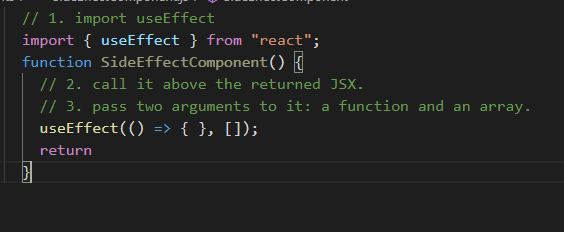 // 1. import useEffect
import { useEffect } from "react";
function SideEffectComponent() {
// 2. call it above the returned JSX.
// 3. pass two arguments to it: a function and an array.
useEffect(() => { }, []);
return
}